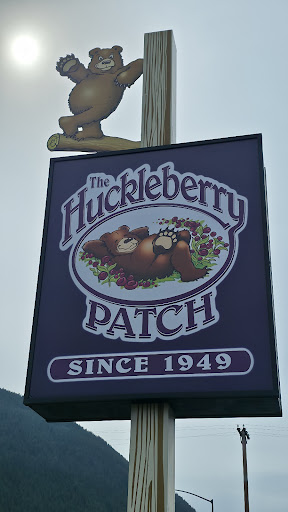 The
Huckleberry
PATCH
SINCE 1949